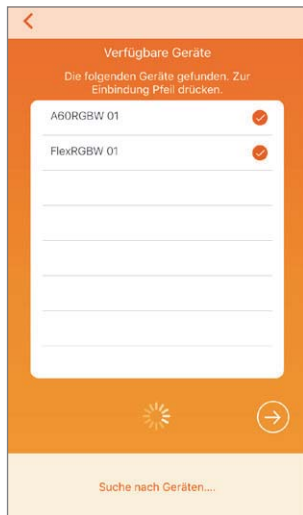 Verfügbare Geräte
Die folgenden Geräte gefunden. Zur
Einbindung Pfeil drücken.
A60RGBW 01
FlexRGBW 01
Suche nach Geräten....